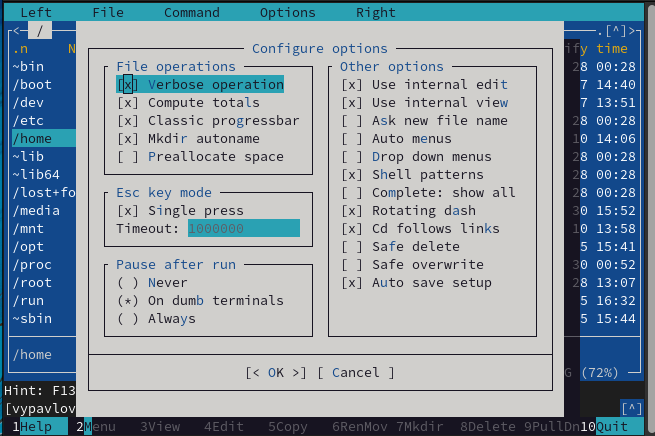 Left File Command Options Right
<─ / .[^]>
.n N ify time
Configure options
~bin 28 00:28
/boot 7 14:40
/dev 7 13:51
/etc 28 00:28
/home 10 14:06
~lib 28 00:28
~lib64 28 00:28
/lost+fo 28 00:28
/media 30 15:52
/mnt 10 13:58
/opt 5 15:41
/proc 30 00:52
/root 28 13:07
/run 5 16:32
~sbin 5 15:44
File operations
[x] Verbose operation
[x] Compute totals
[x] Classic progressbar
[x] Mkdir autoname
[ ] Preallocate space
Esc key mode
[x] Single press
Timeout: 1000000
Pause after run
( ) Never
(*) On dumb terminals
( ) Always
Other options
[x] Use internal edit
[x] Use internal view
[ ] Ask new file name
[ ] Auto menus
[ ] Drop down menus
[x] Shell patterns
[ ] Complete: show all
[x] Rotating dash
[x] Cd follows links
[ ] Safe delete
[ ] Safe overwrite
[x] Auto save setup
[< OK >] [ Cancel ]
/home
G (72%)
Hint: F13
[vypavlov [^]
1Help 2Menu 3View 4Edit 5Copy 6RenMov 7Mkdir 8Delete 9PullDn 10Quit